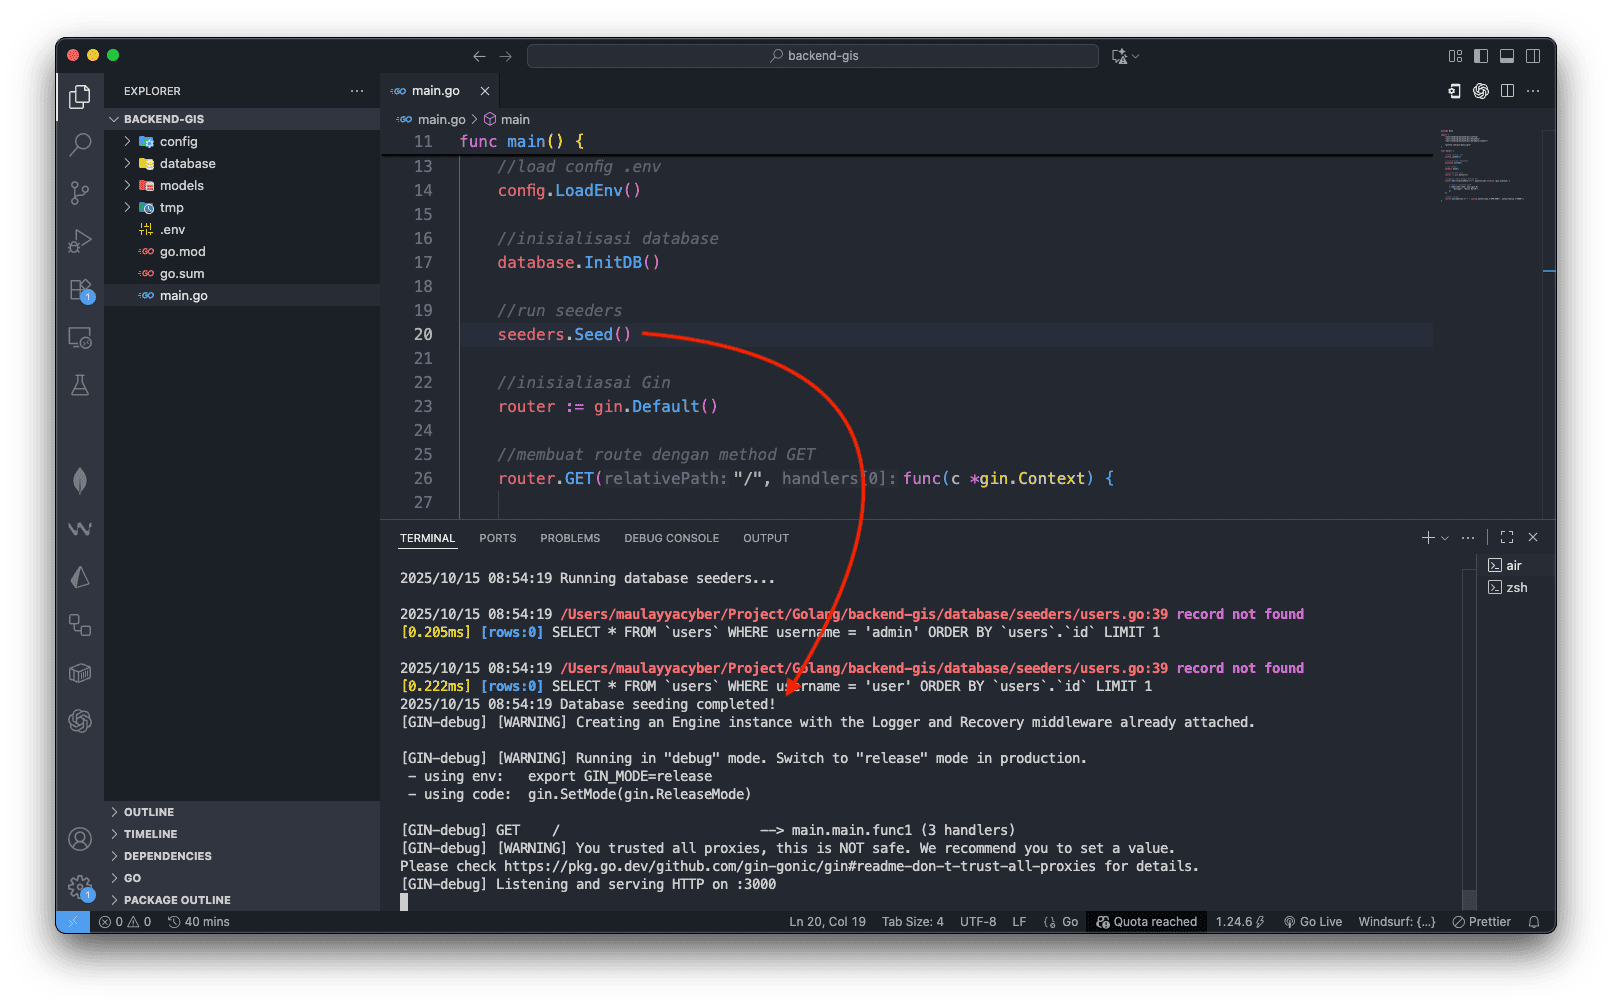 backend-gis
EXPLORER
main.go
BACKEND-GIS
main.go > main
config
database
models
tmp
.env
go.mod
go.sum
main.go
11 func main() {
13 //load config .env
14 config.LoadEnv()
15
16 //inisialisasi database
17 database.InitDB()
18
19 //run seeders
20 seeders.Seed()
21
22 //inisialiasai Gin
23 router := gin.Default()
24
25 //membuat route dengan method GET
26 router.GET(relativePath: "/", handlers[0]: func(c *gin.Context) {
27
TERMINAL PORTS PROBLEMS DEBUG CONSOLE OUTPUT
air
zsh
2025/10/15 08:54:19 Running database seeders...
2025/10/15 08:54:19 /Users/maulayyacyber/Project/Golang/backend-gis/database/seeders/users.go:39 record not found
[0.205ms] [rows:0] SELECT * FROM `users` WHERE username = 'admin' ORDER BY `users`.`id` LIMIT 1
2025/10/15 08:54:19 /Users/maulayyacyber/Project/Golang/backend-gis/database/seeders/users.go:39 record not found
[0.222ms] [rows:0] SELECT * FROM `users` WHERE username = 'user' ORDER BY `users`.`id` LIMIT 1
2025/10/15 08:54:19 Database seeding completed!
[GIN-debug] [WARNING] Creating an Engine instance with the Logger and Recovery middleware already attached.
[GIN-debug] [WARNING] Running in "debug" mode. Switch to "release" mode in production.
- using env: export GIN_MODE=release
- using code: gin.SetMode(gin.ReleaseMode)
[GIN-debug] GET / --> main.main.func1 (3 handlers)
[GIN-debug] [WARNING] You trusted all proxies, this is NOT safe. We recommend you to set a value.
Please check https://pkg.go.dev/github.com/gin-gonic/gin#readme-don-t-trust-all-proxies for details.
[GIN-debug] Listening and serving HTTP on :3000
OUTLINE
TIMELINE
DEPENDENCIES
GO
PACKAGE OUTLINE
1
1
0 0 40 mins
Ln 20, Col 19 Tab Size: 4 UTF-8 LF Go Quota reached 1.24.6 Go Live Windsurf: {...} Prettier